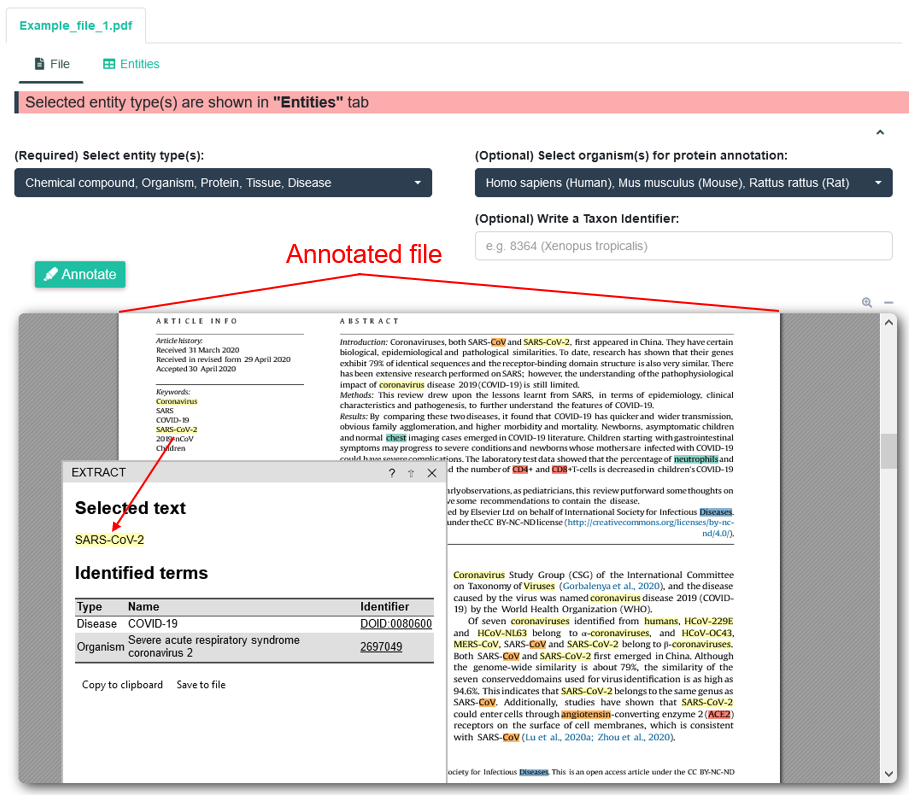 Example_file_1.pdf
File
Entities
Selected entity type(s) are shown in "Entities" tab
(Required) Select entity type(s):
(Optional) Select organism(s) for protein annotation:
Chemical compound, Organism, Protein, Tissue, Disease
Homo sapiens (Human), Mus musculus (Mouse), Rattus rattus (Rat)
(Optional) Write a Taxon Identifier:
e.g. 8364 (Xenopus tropicalis)
Annotated file
Annotate
ARTICLE INFO
Article history:
Received 31 March 2020
Received in revised form 29 April 2020
Accepted 30 April 2020
Keywords:
Coronavirus
SARS
COVID-19
SARS-CoV-2
2019-nCoV
Children
ABSTRACT
Introduction: Coronaviruses, both SARS-CoV and SARS-CoV-2, first appeared in China. They have certain
biological, epidemiological and pathological similarities. To date, research has shown that their genes
exhibit 79% of identical sequences and the receptor-binding domain structure is also very similar. There
has been extensive research performed on SARS; however, the understanding of the pathophysiological
impact of coronavirus disease 2019 (COVID-19) is still limited.
Methods: This review drew upon the lessons learnt from SARS, in terms of epidemiology, clinical
characteristics and pathogenesis, to further understand the features of COVID-19.
Results: By comparing these two diseases, it found that COVID-19 has quicker and wider transmission,
obvious family agglomeration, and higher morbidity and mortality. Newborns, asymptomatic children
and normal chest imaging cases emerged in COVID-19 literature. Children starting with gastrointestinal
symptoms may progress to severe conditions and newborns whose mothers are infected with COVID-19
could have severe complications. The laboratory test data showed that the percentage of neutrophils and
d the number of CD4+ and CD8+ T-cells is decreased in children's COVID-19
rly observations, as pediatricians, this review put forward some thoughts on
ve some recommendations to contain the disease.
ed by Elsevier Ltd on behalf of International Society for Infectious Diseases.
under the CC BY-NC-ND license (http://creativecommons.org/licenses/by-nc-
nd/4.0/).
EXTRACT
?
Selected text
SARS-CoV-2
Identified terms
Type Name Identifier
Disease COVID-19 DOID:0080600
Organism Severe acute respiratory syndrome
coronavirus 2 2697049
Copy to clipboard Save to file
Coronavirus Study Group (CSG) of the International Committee
on Taxonomy of Viruses (Gorbalenya et al., 2020), and the disease
caused by the virus was named coronavirus disease 2019 (COVID-
19) by the World Health Organization (WHO).
Of seven coronaviruses identified from humans, HCoV-229E
and HCoV-NL63 belong to α-coronaviruses, and HCoV-OC43,
MERS-CoV, SARS-CoV and SARS-CoV-2 belong to β-coronaviruses.
Both SARS-CoV and SARS-CoV-2 first emerged in China. Although
the genome-wide similarity is about 79%, the similarity of the
seven conserved domains used for virus identification is as high as
94.6%. This indicates that SARS-CoV-2 belongs to the same genus as
SARS-CoV. Additionally, studies have shown that SARS-CoV-2
could enter cells through angiotensin-converting enzyme 2 (ACE2)
receptors on the surface of cell membranes, which is consistent
with SARS-CoV (Lu et al., 2020a; Zhou et al., 2020).
ociety for Infectious Diseases. This is an open access article under the CC BY-NC-ND